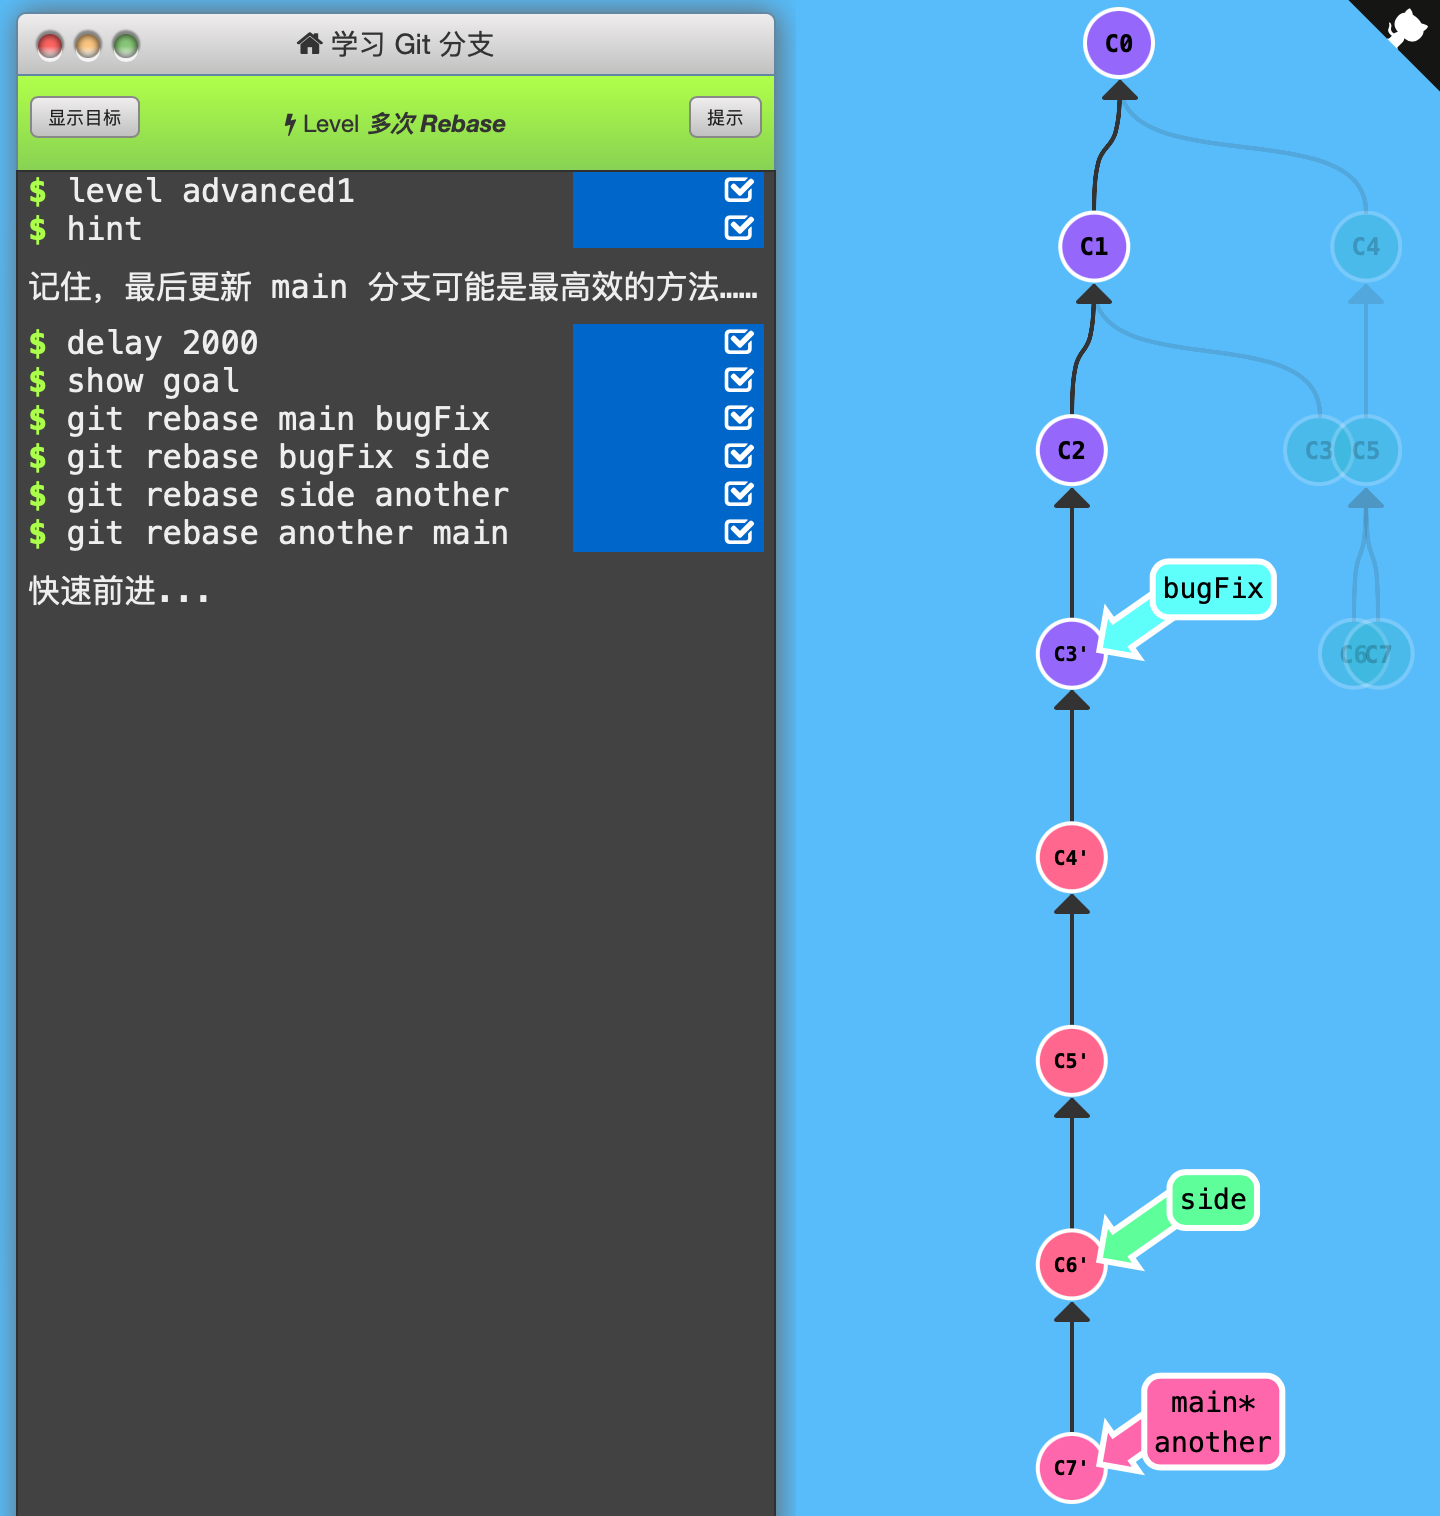 学习 Git 分支
显示目标
Level 多次 Rebase
提示
$ level advanced1
$ hint
记住，最后更新 main 分支可能是最高效的方法……
$ delay 2000
$ show goal
$ git rebase main bugFix
$ git rebase bugFix side
$ git rebase side another
$ git rebase another main
快速前进...
C0
C1
C4
C2
C3
C5
bugFix
C3'
C6
C7
C4'
C5'
side
C6'
main*
another
C7'